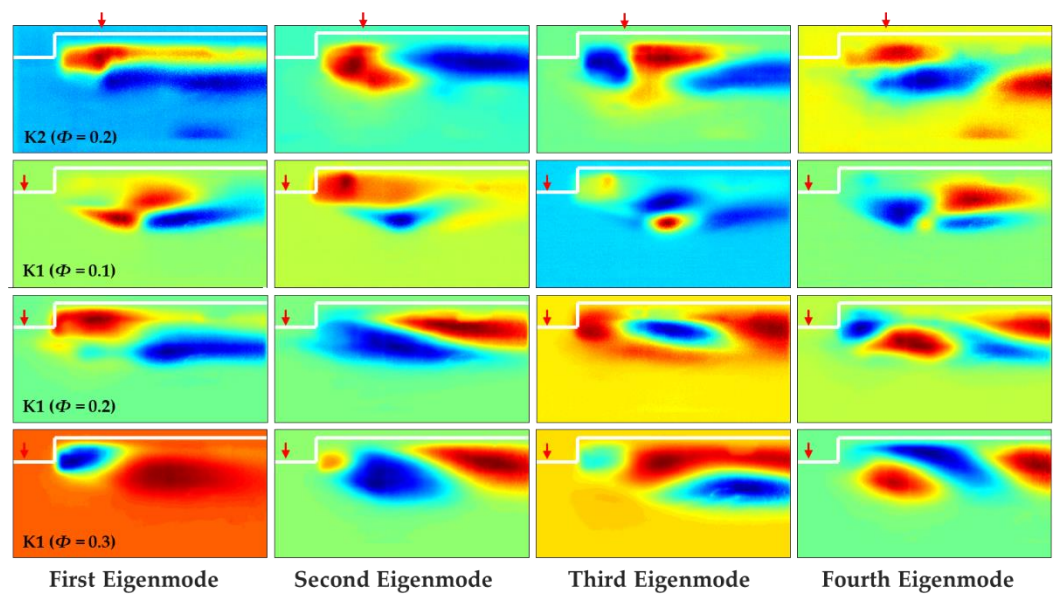 K2 (Φ = 0.2)
K1 (Φ = 0.1)
K1 (Φ = 0.2)
K1 (Φ = 0.3)
First Eigenmode Second Eigenmode Third Eigenmode Fourth Eigenmode